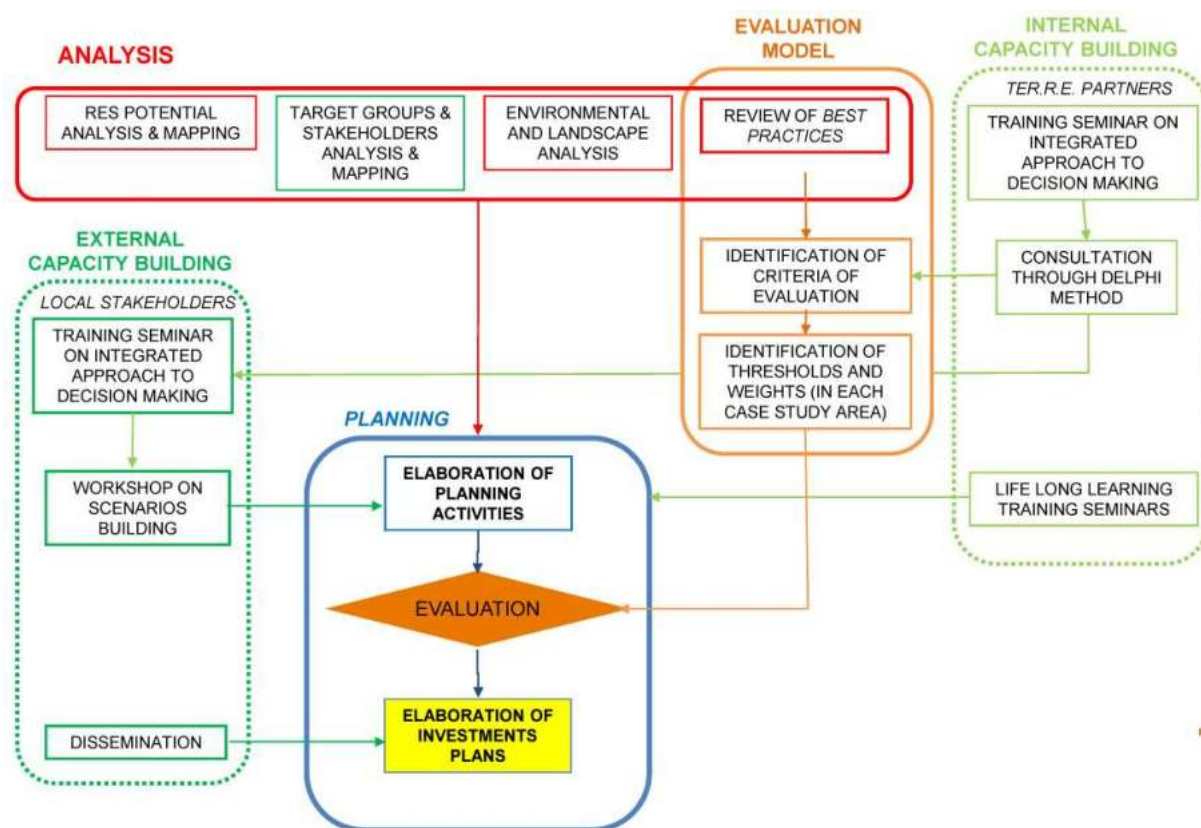 ANALYSIS
RES POTENTIAL
ANALYSIS & MAPPING
TARGET GROUPS &
STAKEHOLDERS
ANALYSIS &
MAPPING
ENVIRONMENTAL
AND LANDSCAPE
ANALYSIS
EVALUATION
MODEL
REVIEW OF BEST
PRACTICES
IDENTIFICATION OF
CRITERIA OF
EVALUATION
IDENTIFICATION OF
THRESHOLDS AND
WEIGHTS (IN EACH
CASE STUDY AREA)
INTERNAL
CAPACITY BUILDING
TER.R.E. PARTNERS
TRAINING SEMINAR ON
INTEGRATED
APPROACH TO
DECISION MAKING
CONSULTATION
THROUGH DELPHI
METHOD
LIFE LONG LEARNING
TRAINING SEMINARS
EXTERNAL
CAPACITY BUILDING
LOCAL STAKEHOLDERS
TRAINING SEMINAR
ON INTEGRATED
APPROACH TO
DECISION MAKING
WORKSHOP ON
SCENARIOS
BUILDING
DISSEMINATION
PLANNING
ELABORATION OF
PLANNING
ACTIVITIES
EVALUATION
ELABORATION OF
INVESTMENTS
PLANS